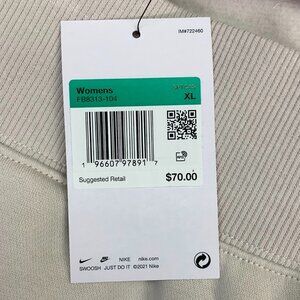 IM#722460
Womens
FB8313-104
XL
1 96607 97891 7
Suggested Retail
$70.00
NIKE nike.com
SWOOSH JUST DO IT ©2021 Nike